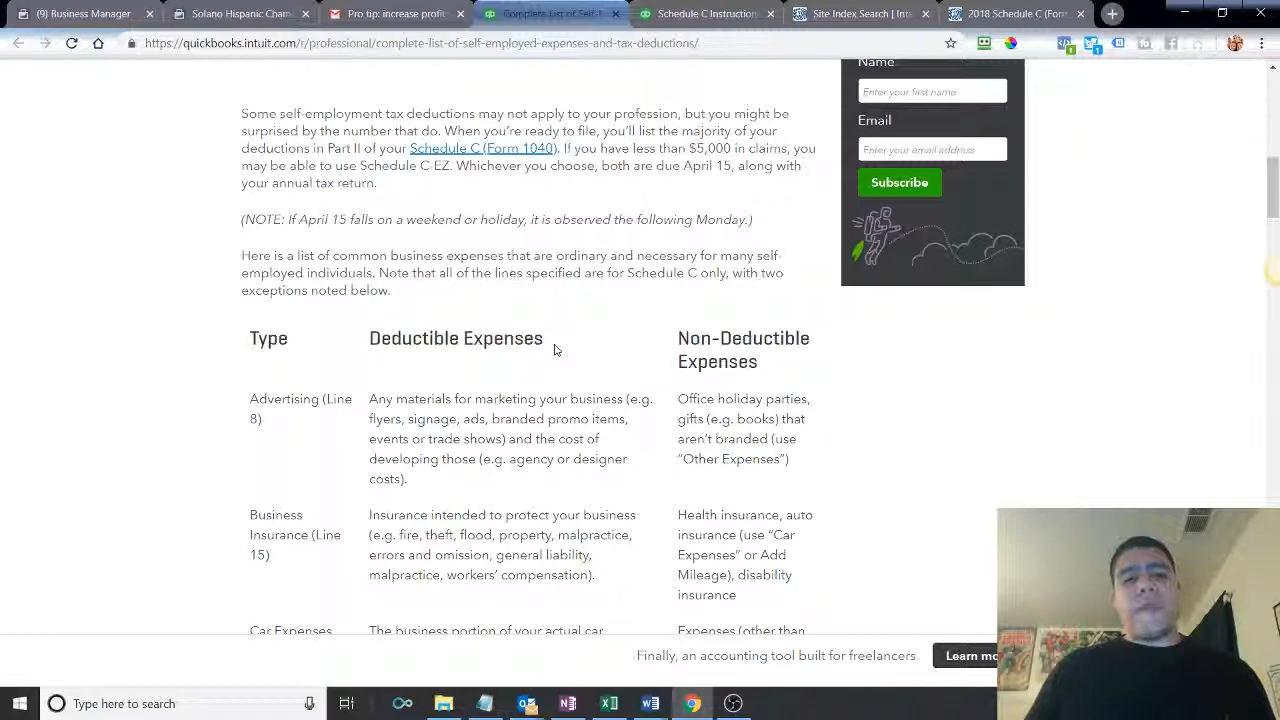 (9) Business Manager
Solano Hispanic Cham
Pro tip: increase profit
Complete List of Self-
Schedule C Instruction
Site Index Search | Int
2018 Schedule C (Form
https://quickbooks.intuit.com/r/professional/complete-list-of-self-employed-expenses-and-tax-deductions/
Name
Enter your first name
Email
Enter your email address
Subscribe
Some self-employment tax deductions may not apply to your profession, but you might be
surprised by the number that do. When you're ready to file, you'll list the majority of your
deductions in Part II of your Schedule C (Form 1040). If you have less than $5,000 in claims, you
may be able to use Schedule C-EZ. Whichever you choose, both are due April 15, along with
your annual tax return.
(NOTE: If April 15 falls on a weekend or holiday, it is observed the following Monday.)
Here is a list of common business expenses that are ordinary and necessary for many self-
employed individuals. Note that all of the lines specified are for Schedule C only, with two
exceptions noted below.
Type
Deductible Expenses
Non-Deductible
Expenses
Advertising (Line
8)
Any materials for marketing your business (e.g.
flyers, signage, ads, branded promo items,
events or trade shows) and the cost of
developing those (e.g. agency or designer
costs).
Office holiday parties,
gifts (e.g. books) that
aren't branded (use
"Other Expenses")
Business
Insurance (Line
15)
Insurance intended to protect your business
(e.g. fire, theft, flood, property, malpractice,
errors and omission, general liability,
malpractice, workers' compensation).
Health insurance, auto
insurance (use "Car
Expenses" or Add
Mileage), disability
insurance
Car Expenses
The business portion of your actual car
Expenses (other than
Finally, an accounting tool built for freelancers
Learn mo
Type here to search